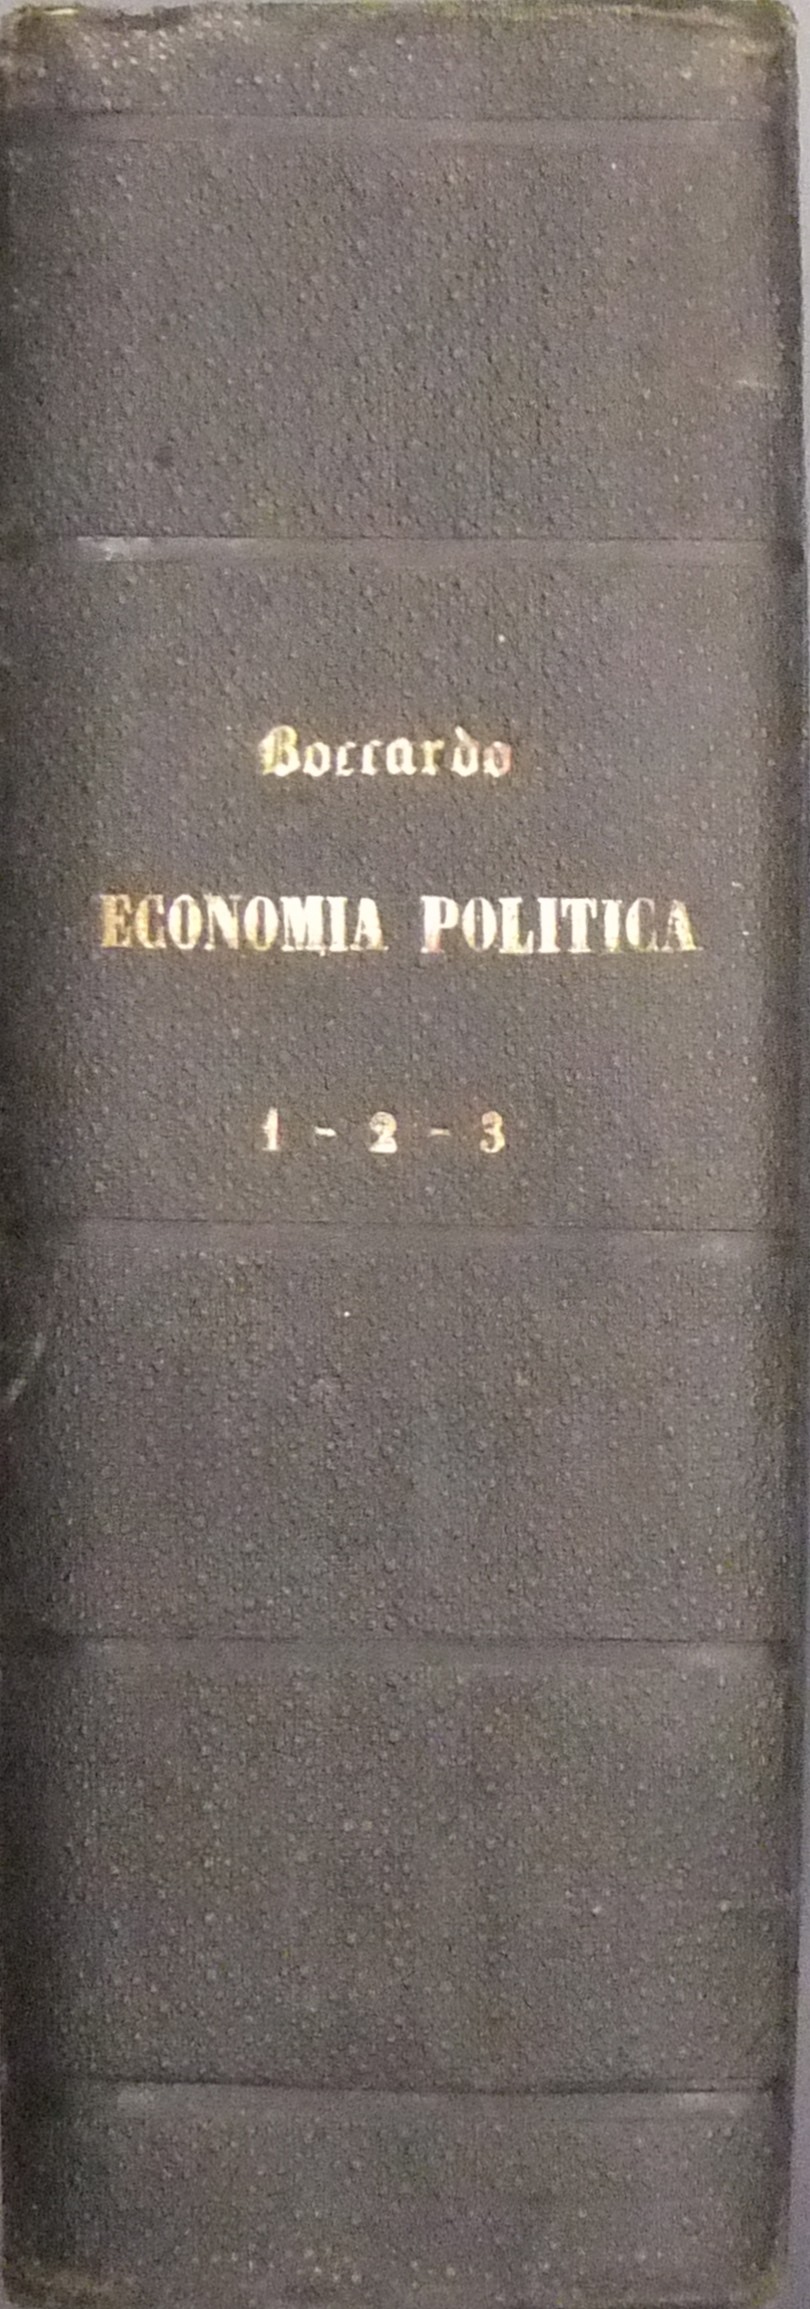 Boccardo
ECONOMIA POLITICA
1 - 2 - 3